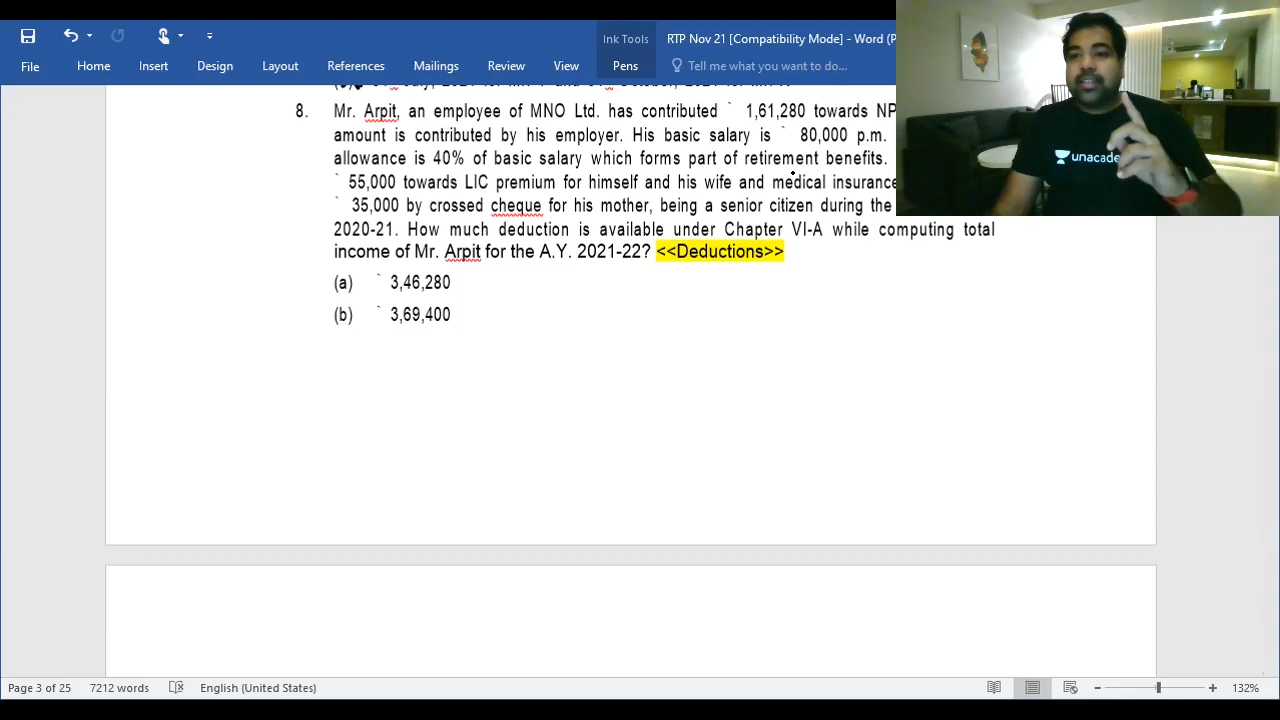 Ink Tools
RTP Nov 21 [Compatibility Mode] - Word (P
File Home Insert Design Layout References Mailings Review View Pens Tell me what you want to do...
8. Mr. Arpit, an employee of MNO Ltd. has contributed ` 1,61,280 towards NP
amount is contributed by his employer. His basic salary is ` 80,000 p.m.
allowance is 40% of basic salary which forms part of retirement benefits.
` 55,000 towards LIC premium for himself and his wife and medical insurance
` 35,000 by crossed cheque for his mother, being a senior citizen during the
2020-21. How much deduction is available under Chapter VI-A while computing total
income of Mr. Arpit for the A.Y. 2021-22? <<Deductions>>
(a) ` 3,46,280
(b) ` 3,69,400
unacade
Page 3 of 25 7212 words English (United States) 132%